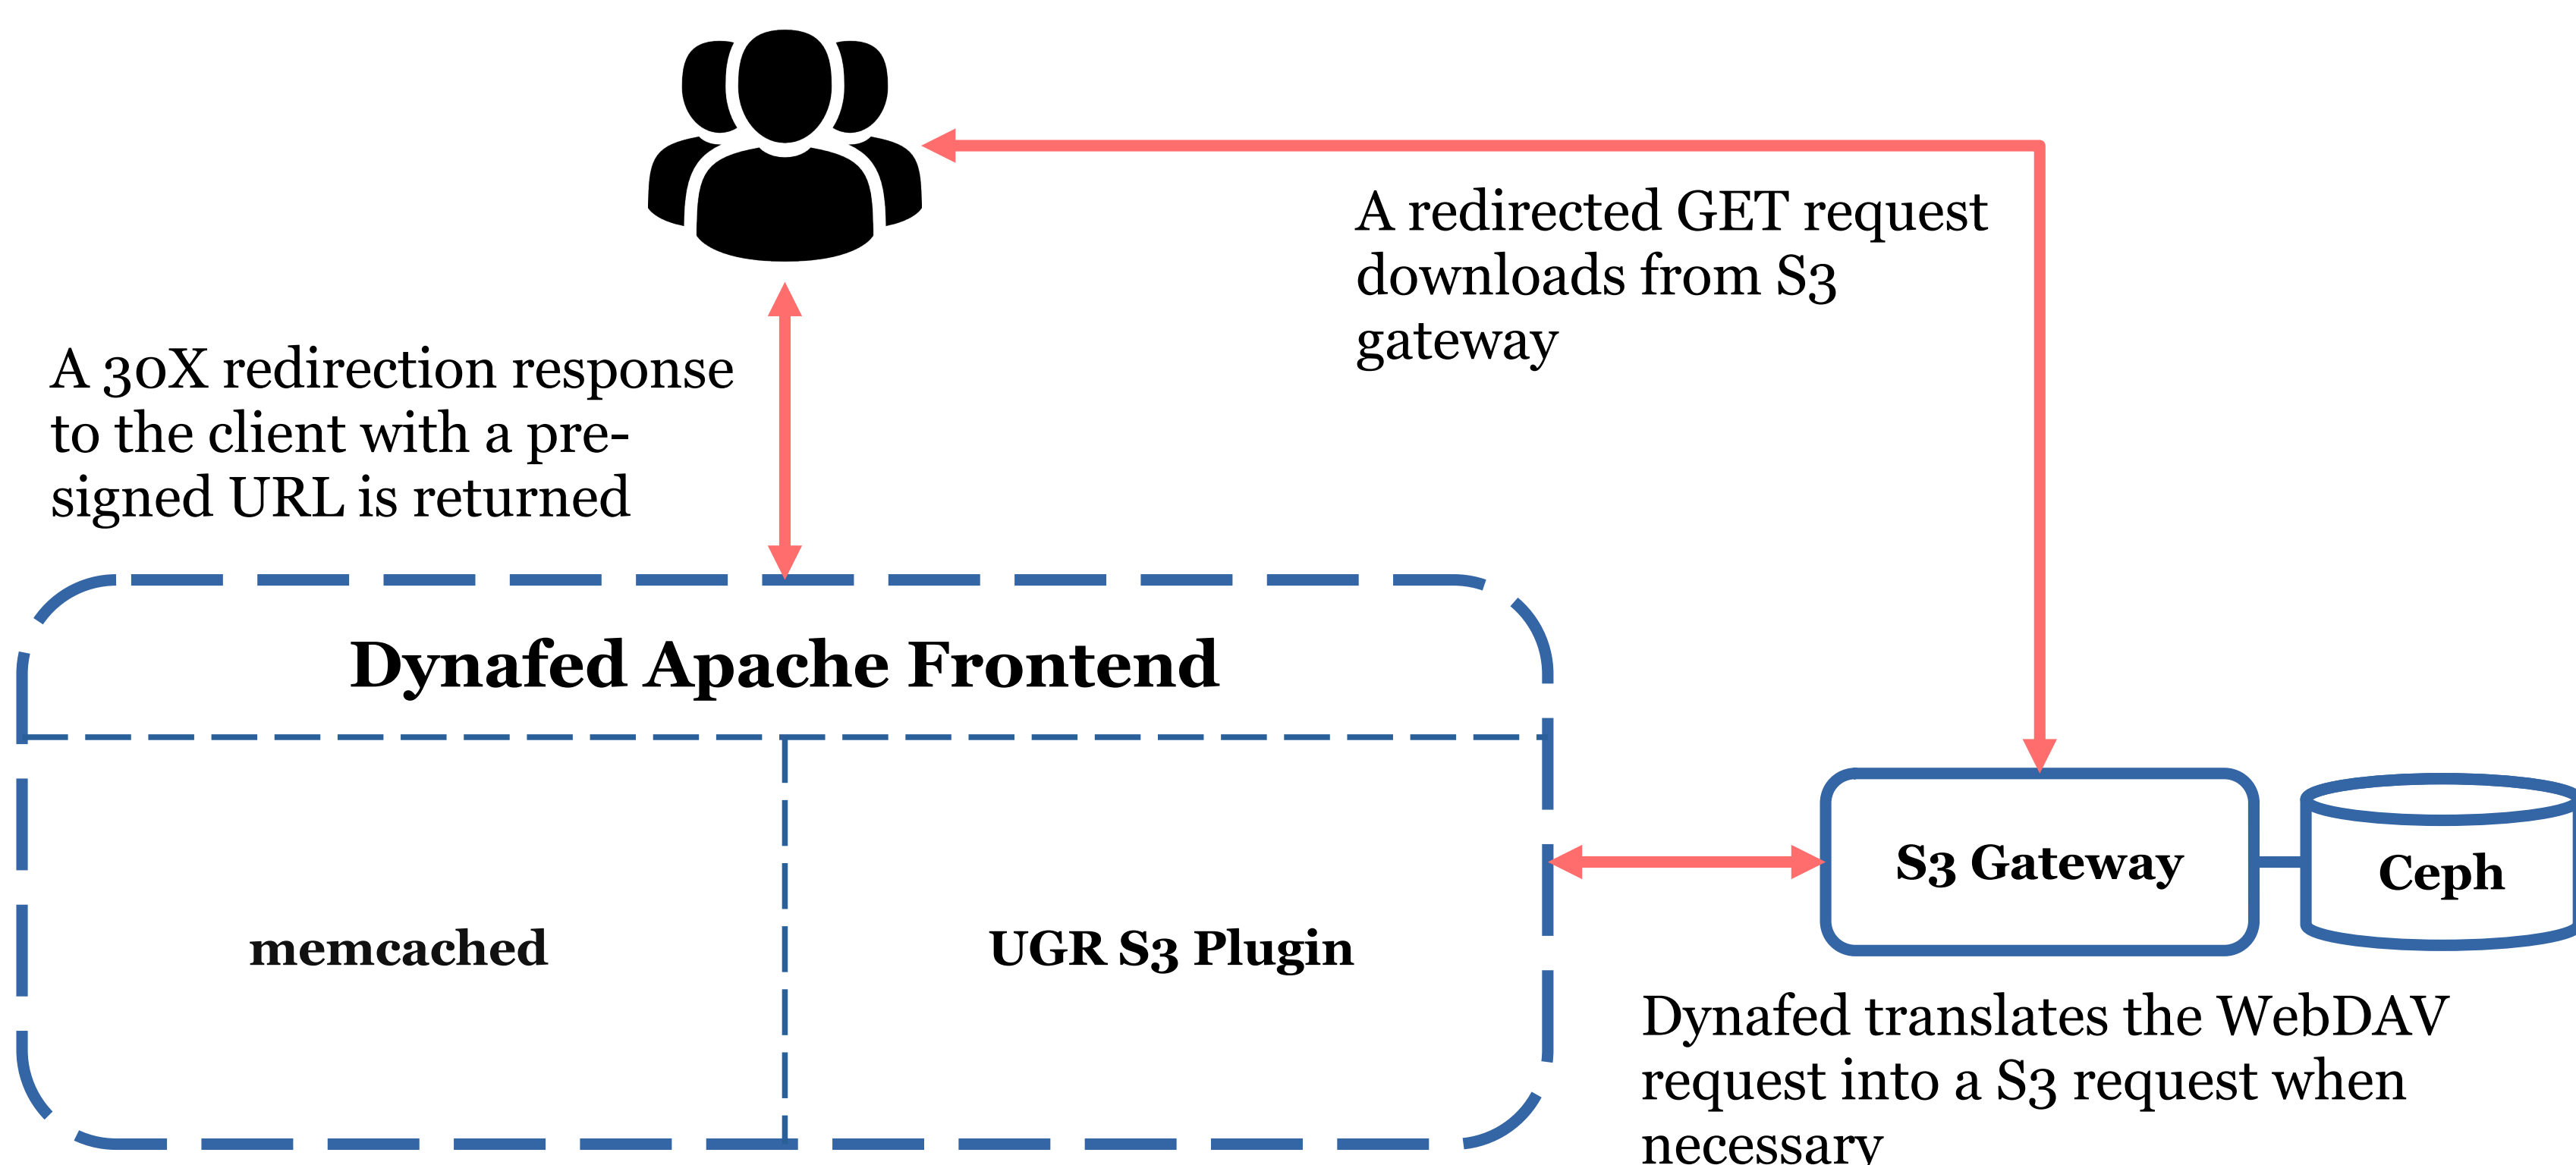 A redirected GET request
downloads from S3
gateway
A 30X redirection response
to the client with a pre-
signed URL is returned
Dynafed Apache Frontend
memcached
UGR S3 Plugin
S3 Gateway
Ceph
Dynafed translates the WebDAV
request into a S3 request when
necessary